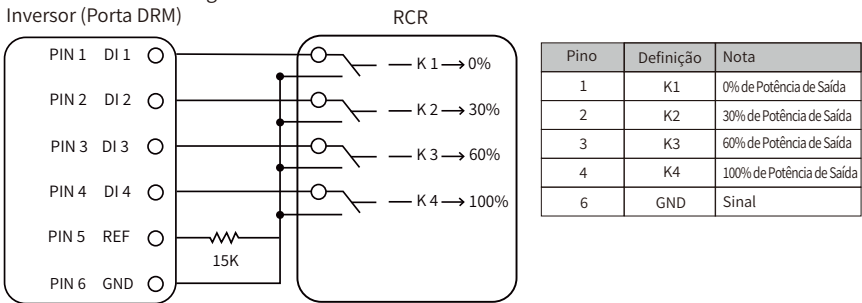 Inversor (Porta DRM)
RCR
PIN 1 DI 1
K 1 → 0%
PIN 2 DI 2
K 2 → 30%
PIN 3 DI 3
K 3 → 60%
PIN 4 DI 4
K 4 → 100%
PIN 5 REF
15K
PIN 6 GND
Pino Definição Nota
1 K1 0% de Potência de Saída
2 K2 30% de Potência de Saída
3 K3 60% de Potência de Saída
4 K4 100% de Potência de Saída
6 GND Sinal